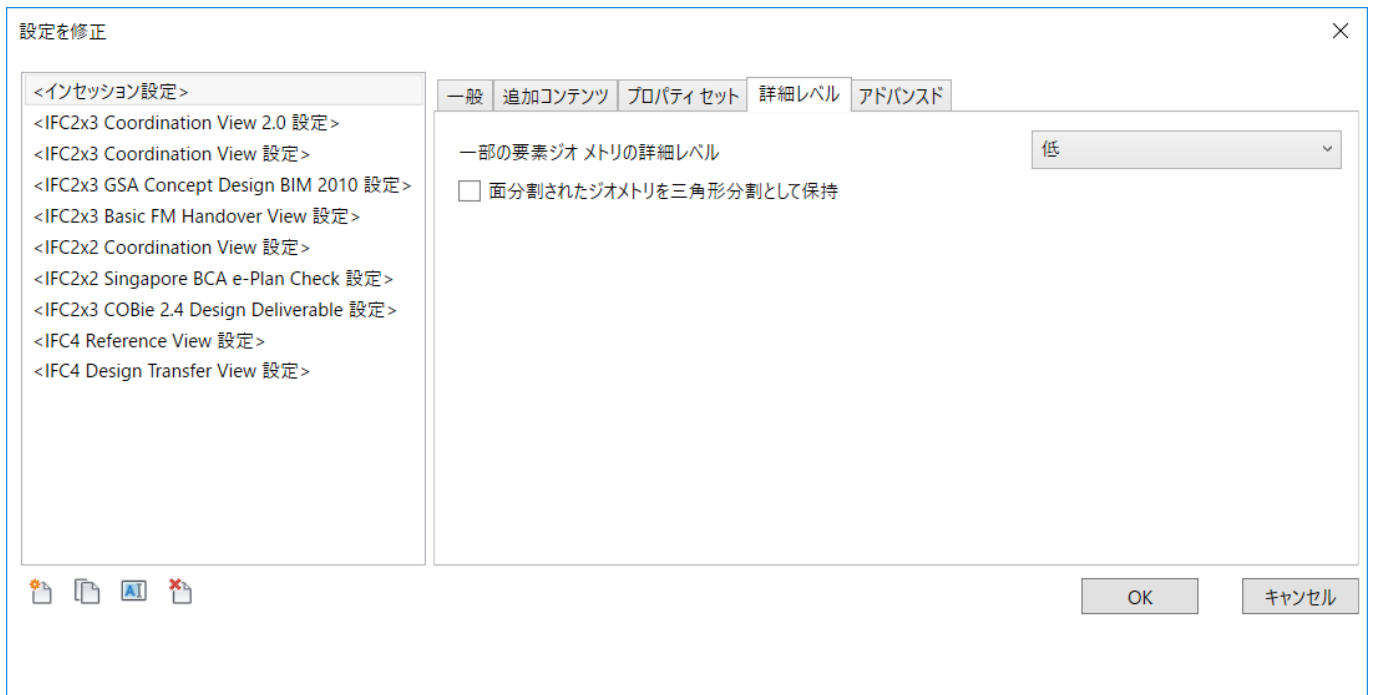 設定を修正
<インセッション設定>
<IFC2x3 Coordination View 2.0 設定>
<IFC2x3 Coordination View 設定>
<IFC2x3 GSA Concept Design BIM 2010 設定>
<IFC2x3 Basic FM Handover View 設定>
<IFC2x2 Coordination View 設定>
<IFC2x2 Singapore BCA e-Plan Check 設定>
<IFC2x3 COBie 2.4 Design Deliverable 設定>
<IFC4 Reference View 設定>
<IFC4 Design Transfer View 設定>
一般 追加コンテンツ プロパティ セット 詳細レベル アドバンスド
一部の要素ジオ メトリの詳細レベル 低
面分割されたジオメトリを三角形分割として保持
AI
OK キャンセル